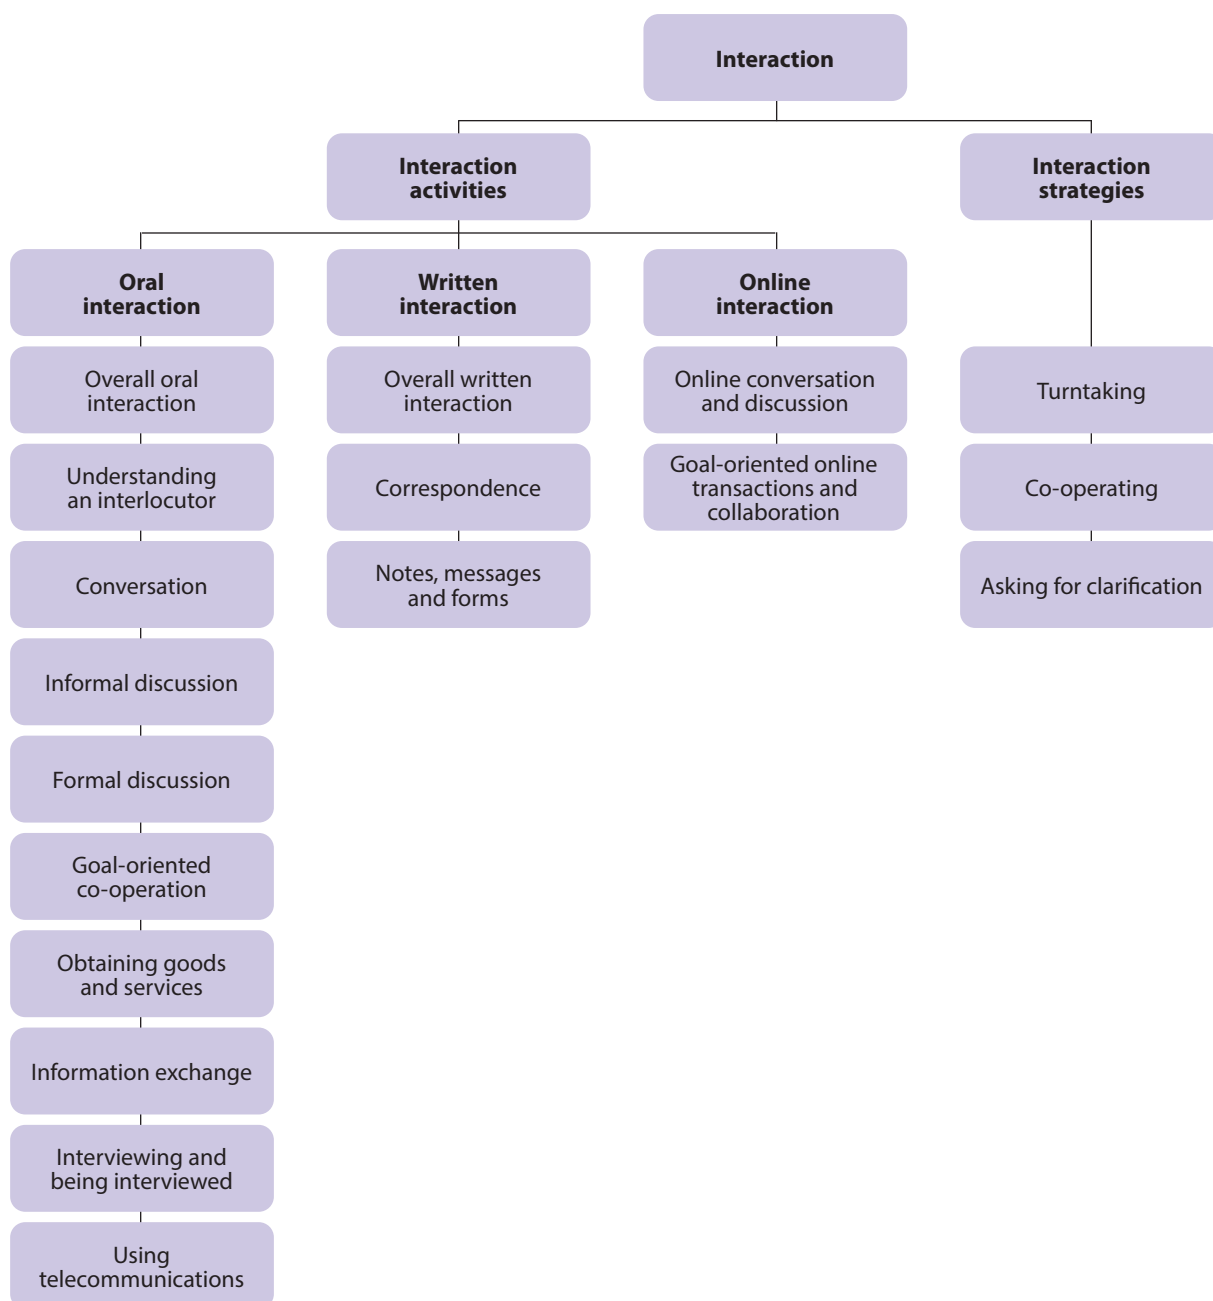 Interaction
Interaction
activities
Interaction
strategies
Oral
interaction
Written
interaction
Online
interaction
Overall oral
interaction
Overall written
interaction
Online conversation
and discussion
Turntaking
Understanding
an interlocutor
Correspondence
Goal-oriented online
transactions and
collaboration
Co-operating
Conversation
Notes, messages
and forms
Asking for clarification
Informal discussion
Formal discussion
Goal-oriented
co-operation
Obtaining goods
and services
Information exchange
Interviewing and
being interviewed
Using
telecommunications